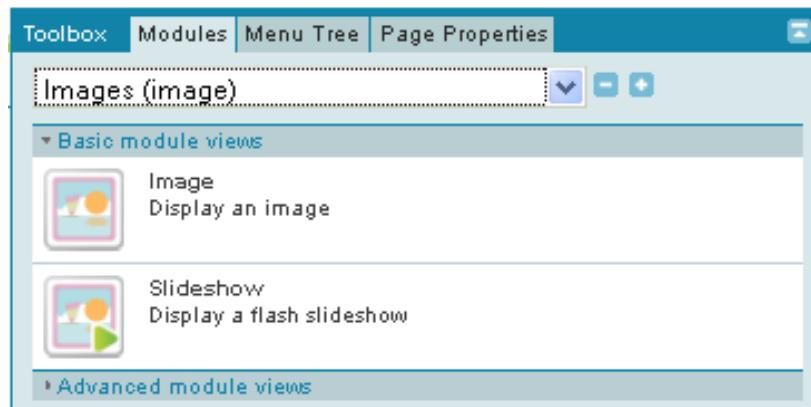 Toolbox Modules Menu Tree Page Properties
Images (image)
Basic module views
Image
Display an image
Slideshow
Display a flash slideshow
Advanced module views